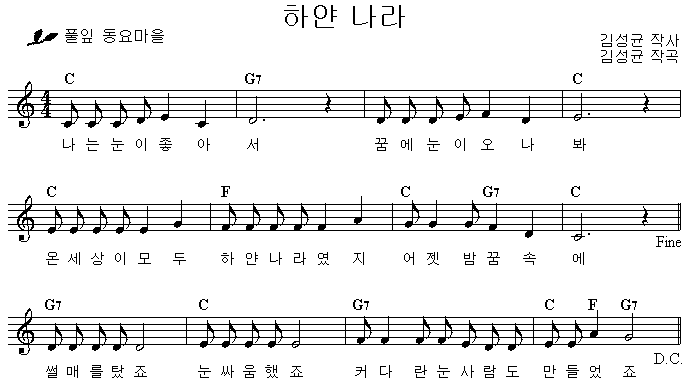 하얀 나라
풀잎 동요마을
김성균 작사
김성균 작곡
C G7 C
4
4
나 는 눈 이 좋 아 서 꿈 에 눈 이 오 나 봐
C F C G7 C
Fine
온 세 상 이 모 두 하 얀 나 라 였 지 어 젯 밤 꿈 속 에
G7 C G7 C F G7
D.C.
썰 매 를 탔 죠 눈 싸 움 했 죠 커 다 란 눈 사 람 도 만 들 었 죠